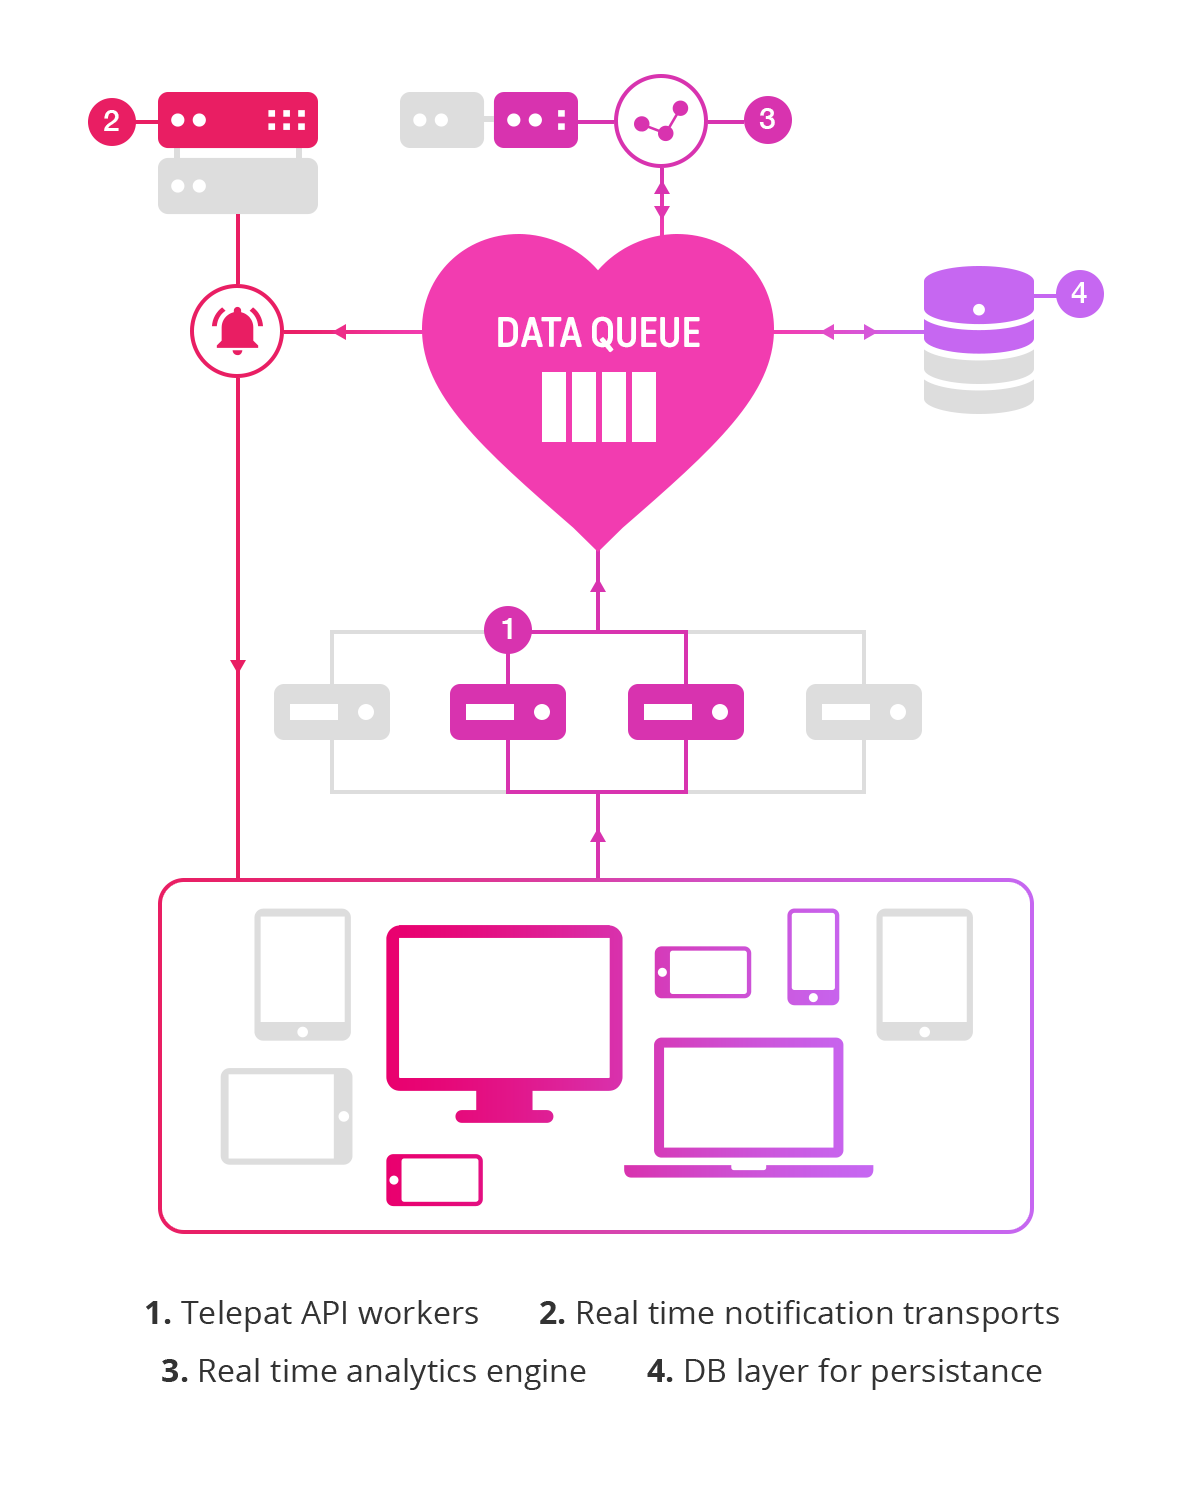 2
3
4
DATA QUEUE
1
1. Telepat API workers 2. Real time notification transports
3. Real time analytics engine 4. DB layer for persistance